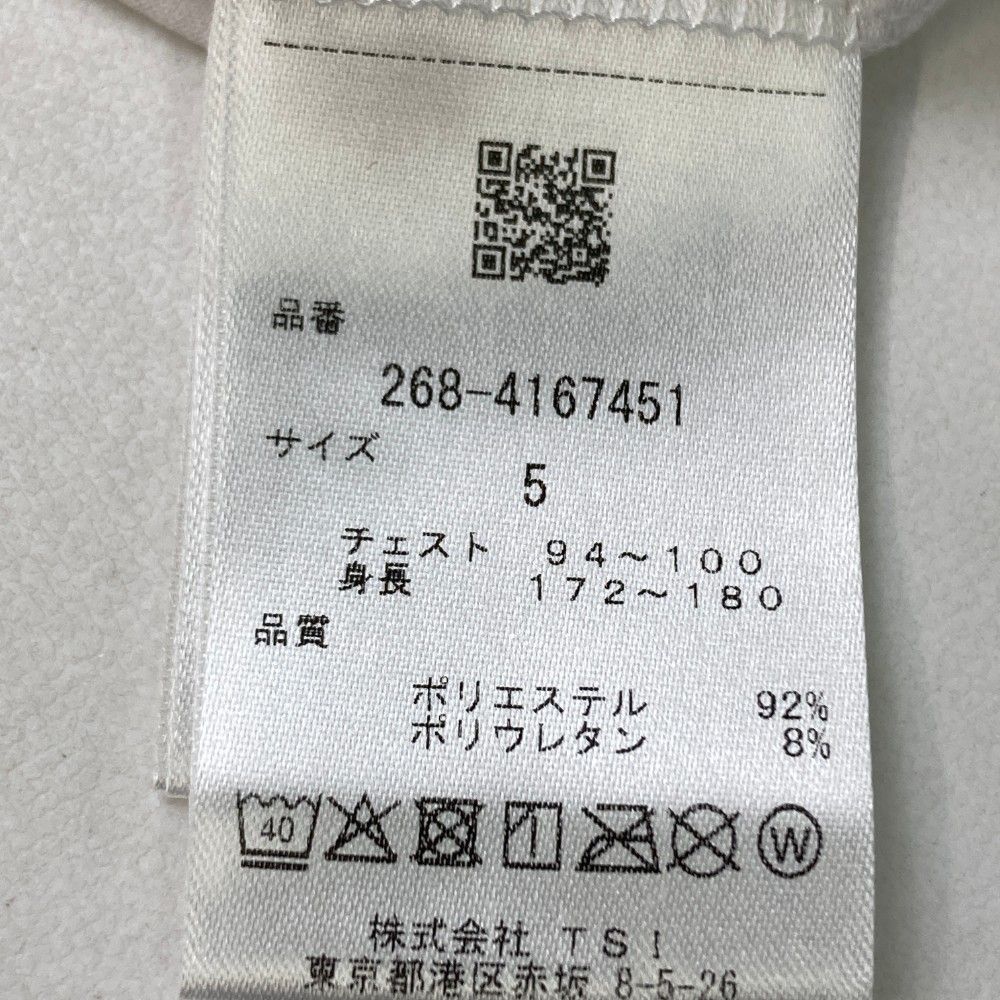 品番
268-4167451
サイズ
5
チェスト 94～100
身長 172～180
品質
ポリエステル 92%
ポリウレタン 8%
40 W
株式会社 TSI
東京都港区赤坂 8-5-26